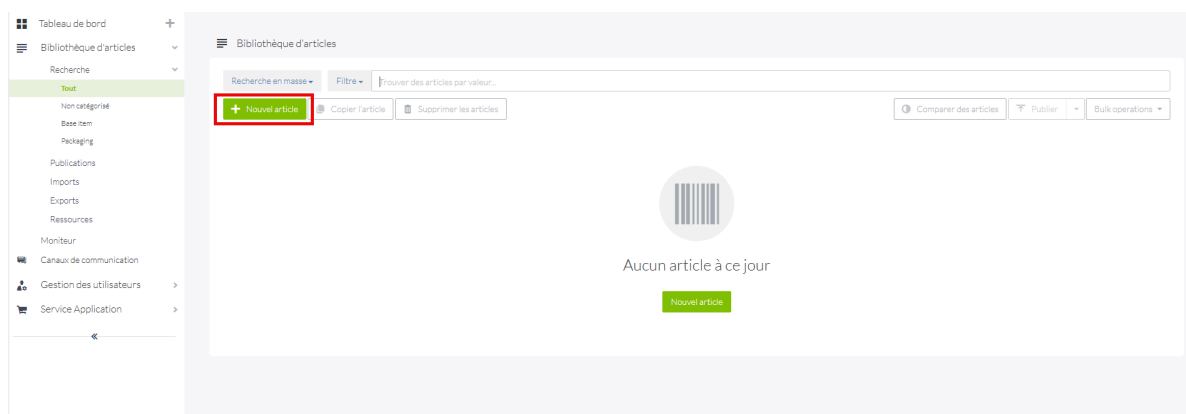 Tableau de bord
Bibliothèque d'articles
Recherche
Tout
Non catégorisé
Base Item
Packaging
Publications
Imports
Exports
Ressources
Moniteur
Canaux de communication
Gestion des utilisateurs
Service Application
Bibliothèque d'articles
Recherche en masse Filtre Trouver des articles par valeur...
Nouvel article Copier l'article Supprimer les articles Comparer des articles Publier Bulk operations
Aucun article à ce jour
Nouvel article